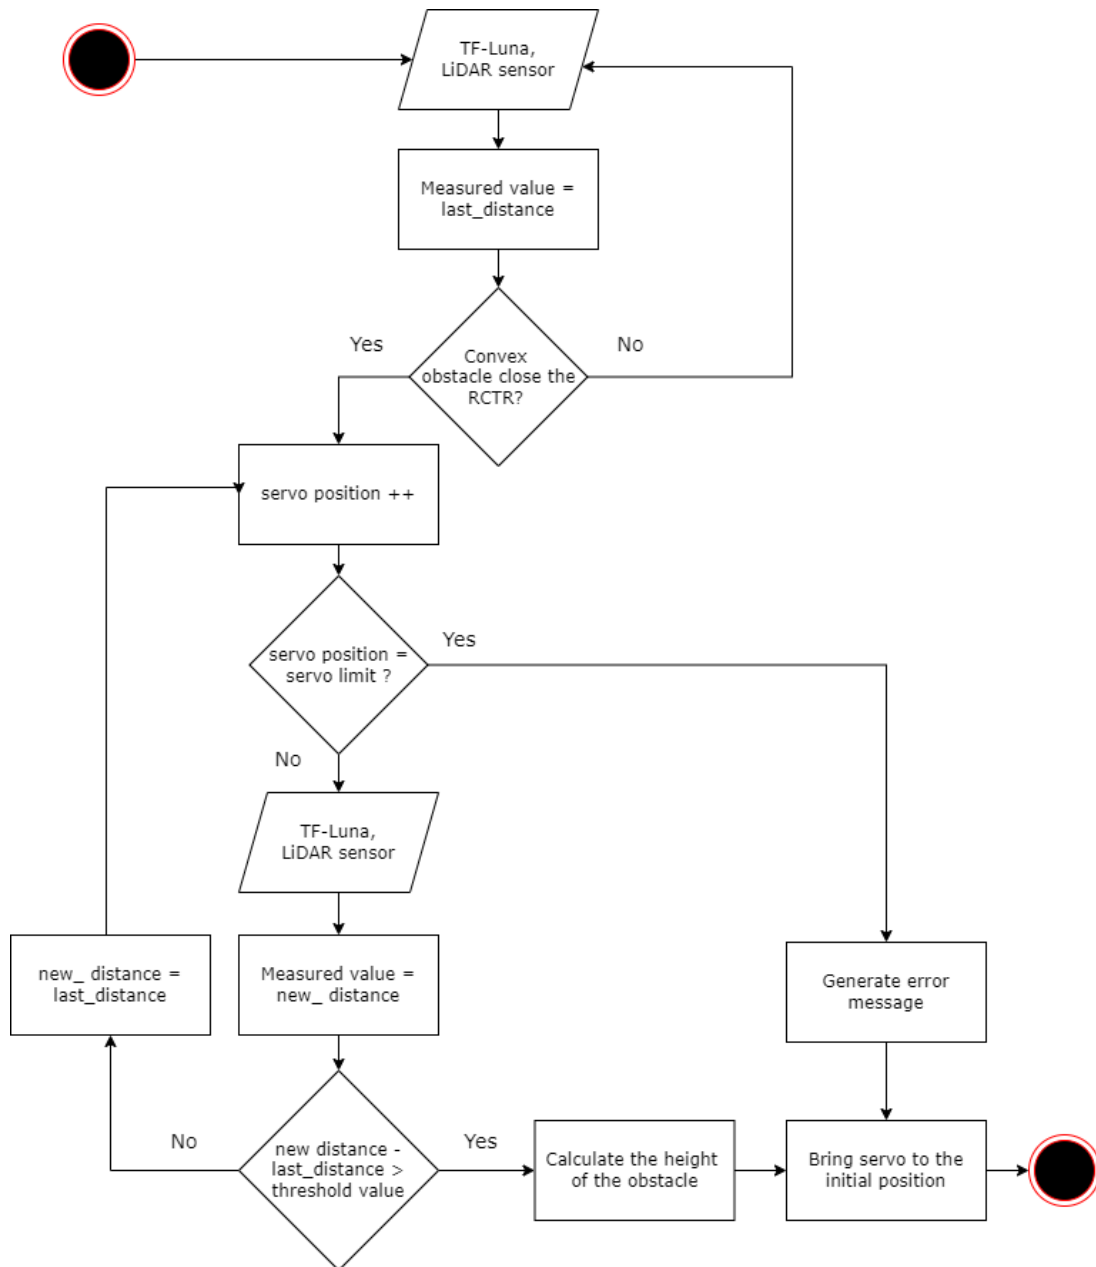 TF-Luna,
LiDAR sensor
Measured value =
last_distance
Yes
Convex
obstacle close the
RCTR?
No
servo position ++
servo position =
servo limit ?
Yes
No
TF-Luna,
LiDAR sensor
new_ distance =
last_distance
Measured value =
new_ distance
Generate error
message
No
new distance -
last_distance >
threshold value
Yes
Calculate the height
of the obstacle
Bring servo to the
initial position